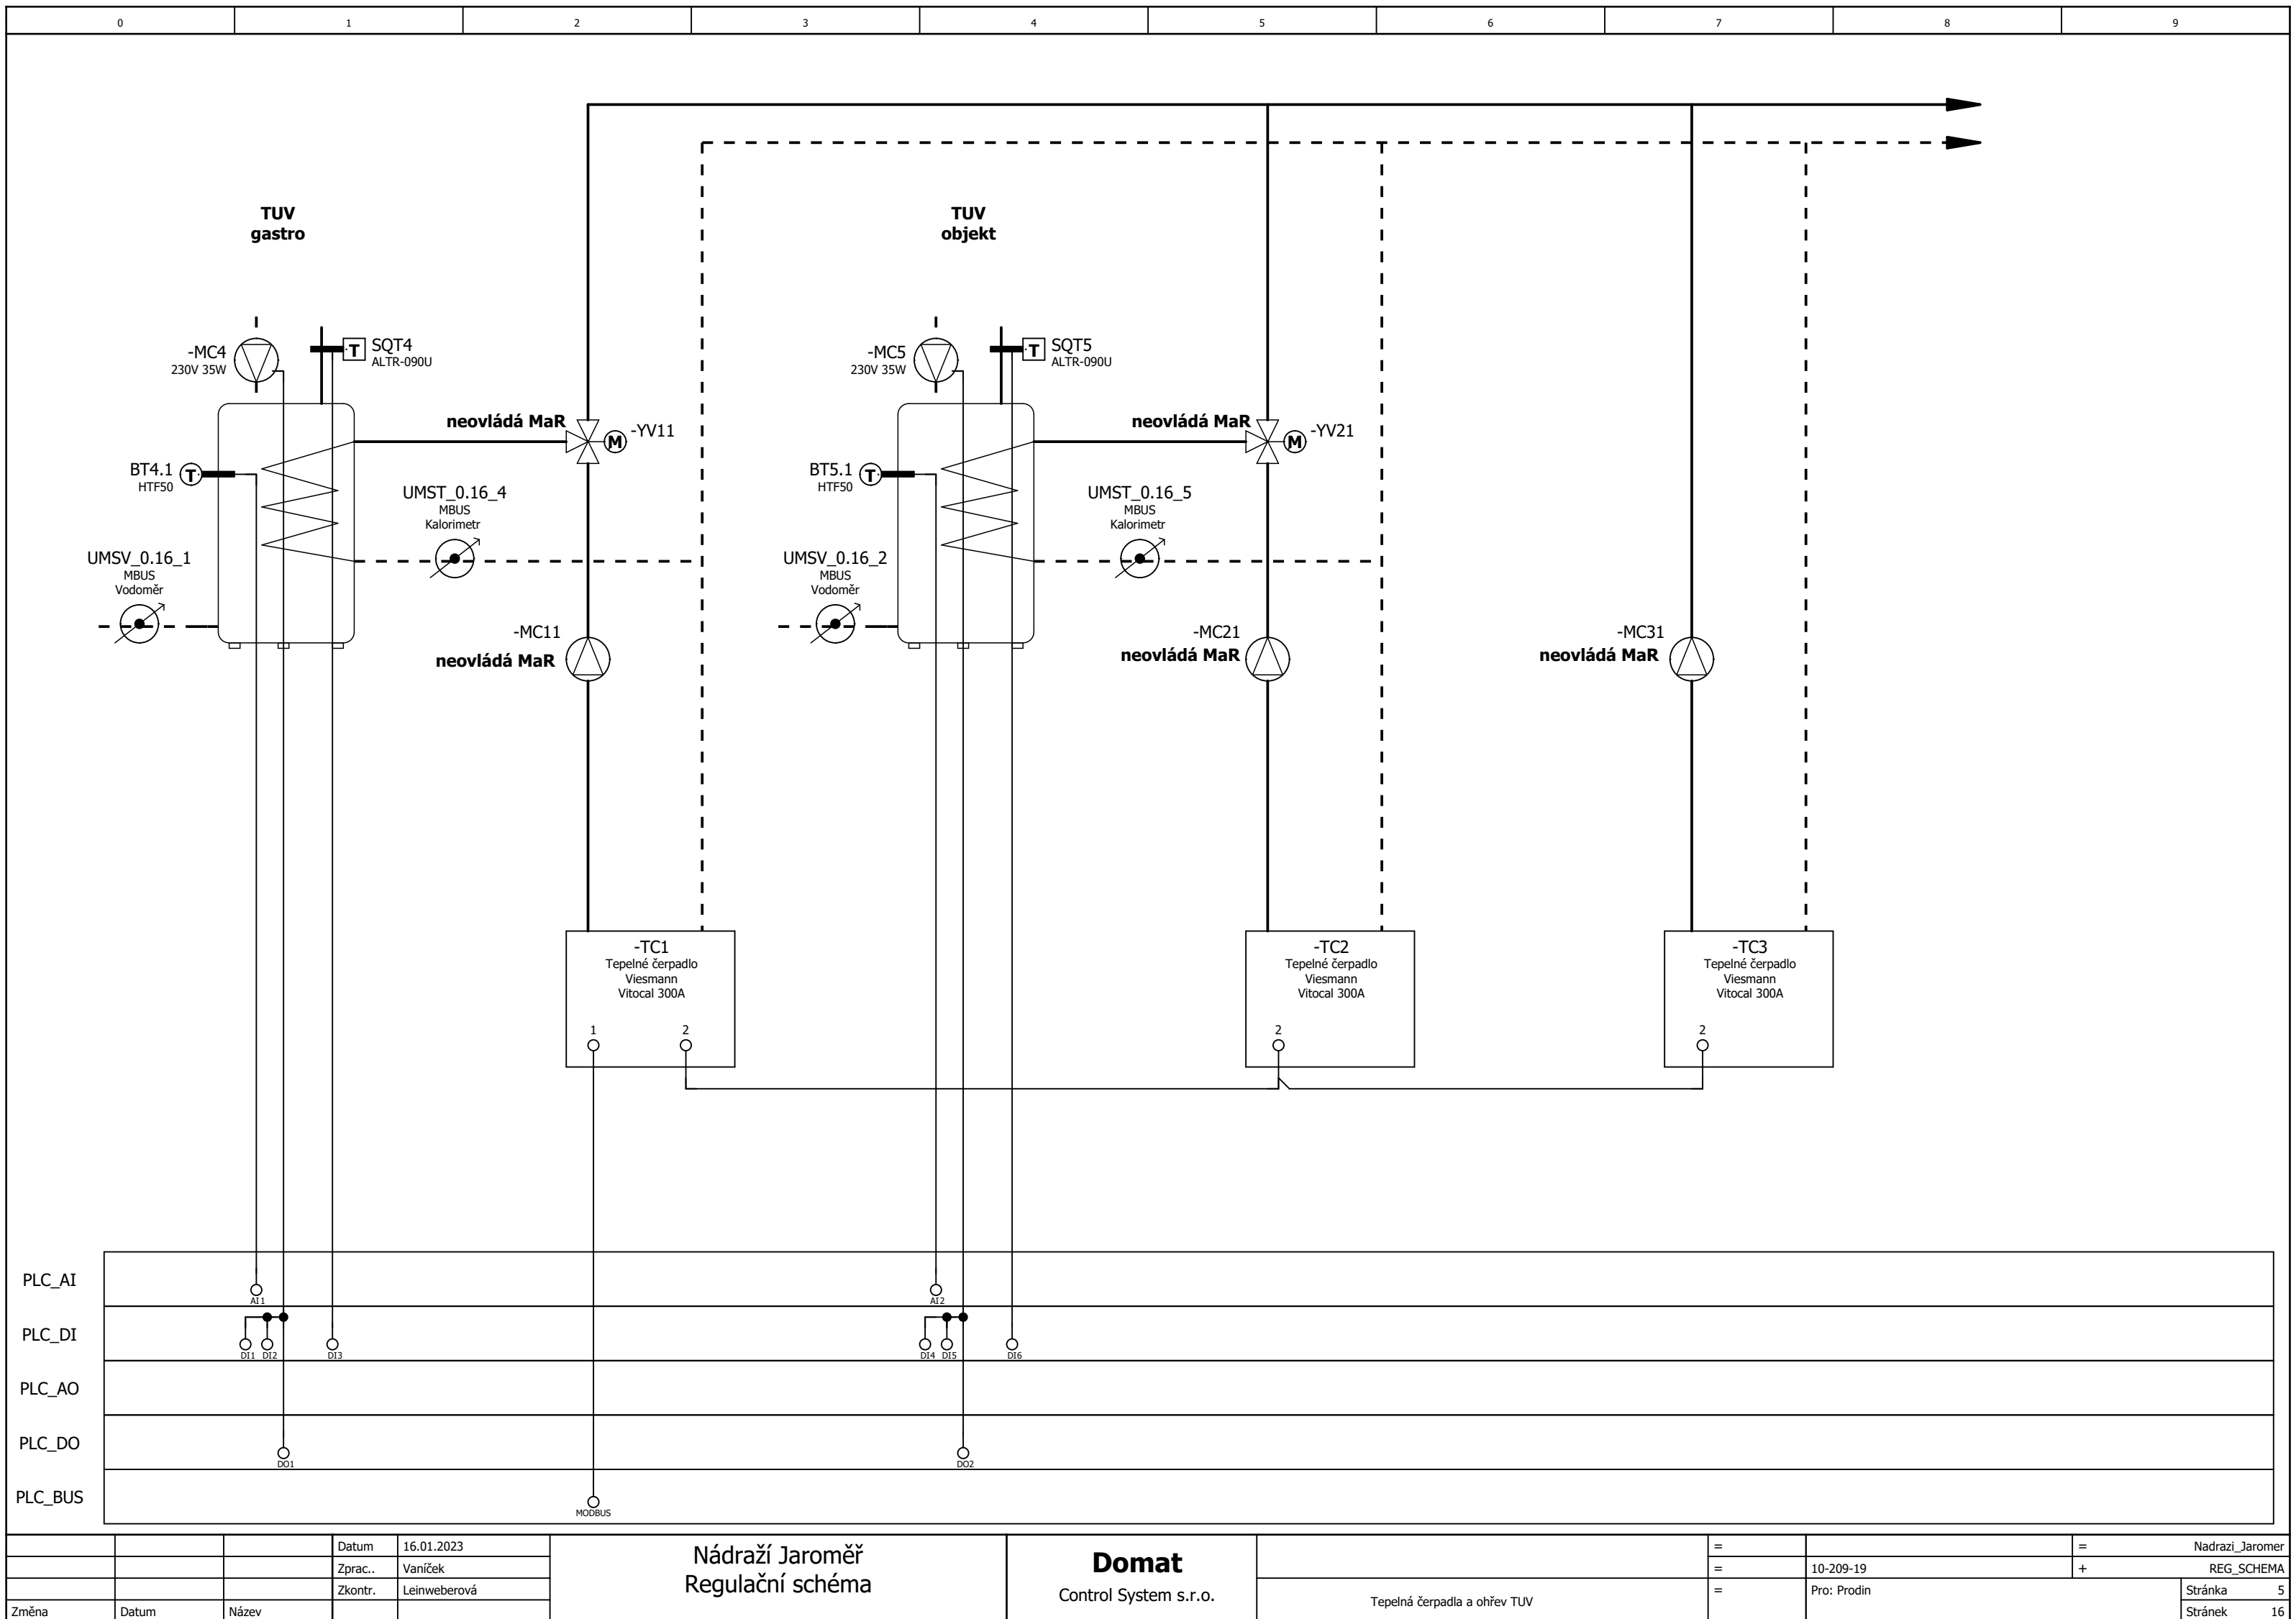 0 1 2 3 4 5 6 7 8 9
TUV
gastro
TUV
objekt
-MC4
230V 35W
T
SQT4
ALTR-090U
-MC5
230V 35W
T
SQT5
ALTR-090U
neovládá MaR
M
-YV11
neovládá MaR
M
-YV21
BT4.1
HTF50
T
BT5.1
HTF50
T
UMST_0.16_4
MBUS
Kalorimetr
UMST_0.16_5
MBUS
Kalorimetr
UMSV_0.16_1
MBUS
Vodoměr
UMSV_0.16_2
MBUS
Vodoměr
-MC11
neovládá MaR
-MC21
neovládá MaR
-MC31
neovládá MaR
-TC1
Tepelné čerpadlo
Viesmann
Vitocal 300A
1 2
-TC2
Tepelné čerpadlo
Viesmann
Vitocal 300A
2
-TC3
Tepelné čerpadlo
Viesmann
Vitocal 300A
2
PLC_AI
AI1 AI2
PLC_DI
DI1 DI2 DI3 DI4 DI5 DI6
PLC_AO
PLC_DO
DO1 DO2
PLC_BUS
MODBUS
Datum 16.01.2023
Zprac.. Vaníček
Zkontr. Leinweberová
Změna Datum Název
Nádraží Jaroměř
Regulační schéma
Domat
Control System s.r.o.
Tepelná čerpadla a ohřev TUV
= = Nadrazi_Jaromer
= 10-209-19 + REG_SCHEMA
= Pro: Prodin Stránka 5
Stránek 16